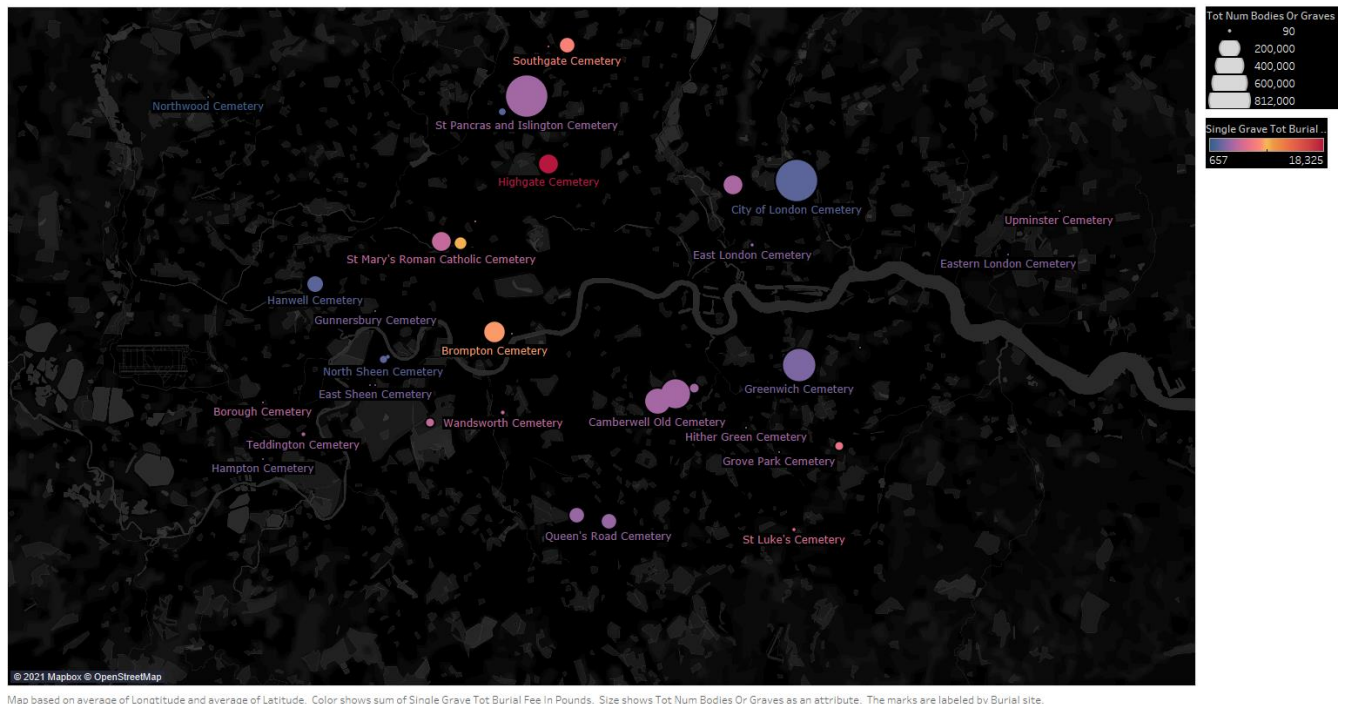 Tot Num Bodies Or Graves
90
200,000
400,000
600,000
812,000
Single Grave Tot Burial ..
657 18,325
Southgate Cemetery
Northwood Cemetery
St Pancras and Islington Cemetery
Highgate Cemetery
City of London Cemetery
Upminster Cemetery
St Mary's Roman Catholic Cemetery
East London Cemetery
Eastern London Cemetery
Hanwell Cemetery
Gunnersbury Cemetery
Brompton Cemetery
North Sheen Cemetery
Greenwich Cemetery
East Sheen Cemetery
Borough Cemetery
Wandsworth Cemetery
Camberwell Old Cemetery
Hither Green Cemetery
Teddington Cemetery
Grove Park Cemetery
Hampton Cemetery
Queen's Road Cemetery
St Luke's Cemetery
© 2021 Mapbox © OpenStreetMap
Map based on average of Longtitude and average of Latitude. Color shows sum of Single Grave Tot Burial Fee In Pounds. Size shows Tot Num Bodies Or Graves as an attribute. The marks are labeled by Burial site.